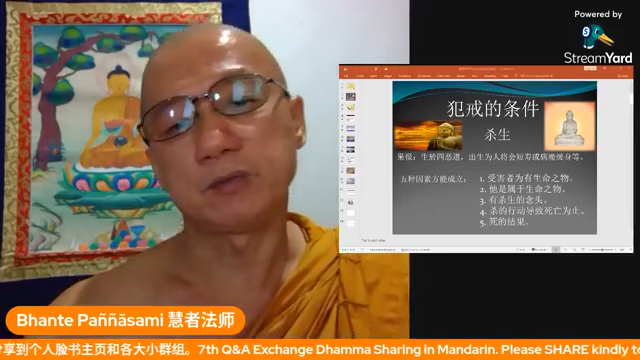 Powered by
StreamYard
犯戒的条件
杀生
果报：生於四恶道。出生为人将会短寿或病魔缠身等。
五种因素方能成立：
1. 受害者为有生命之物。
2. 他是属于生命之物。
3. 有杀生的念头。
4. 杀的行动导致死亡为止。
5. 死的结果。
Bhante Paññāsami 慧者法师
享到个人脸书主页和各大小群组。7th Q&A Exchange Dhamma Sharing in Mandarin. Please SHARE kindly to